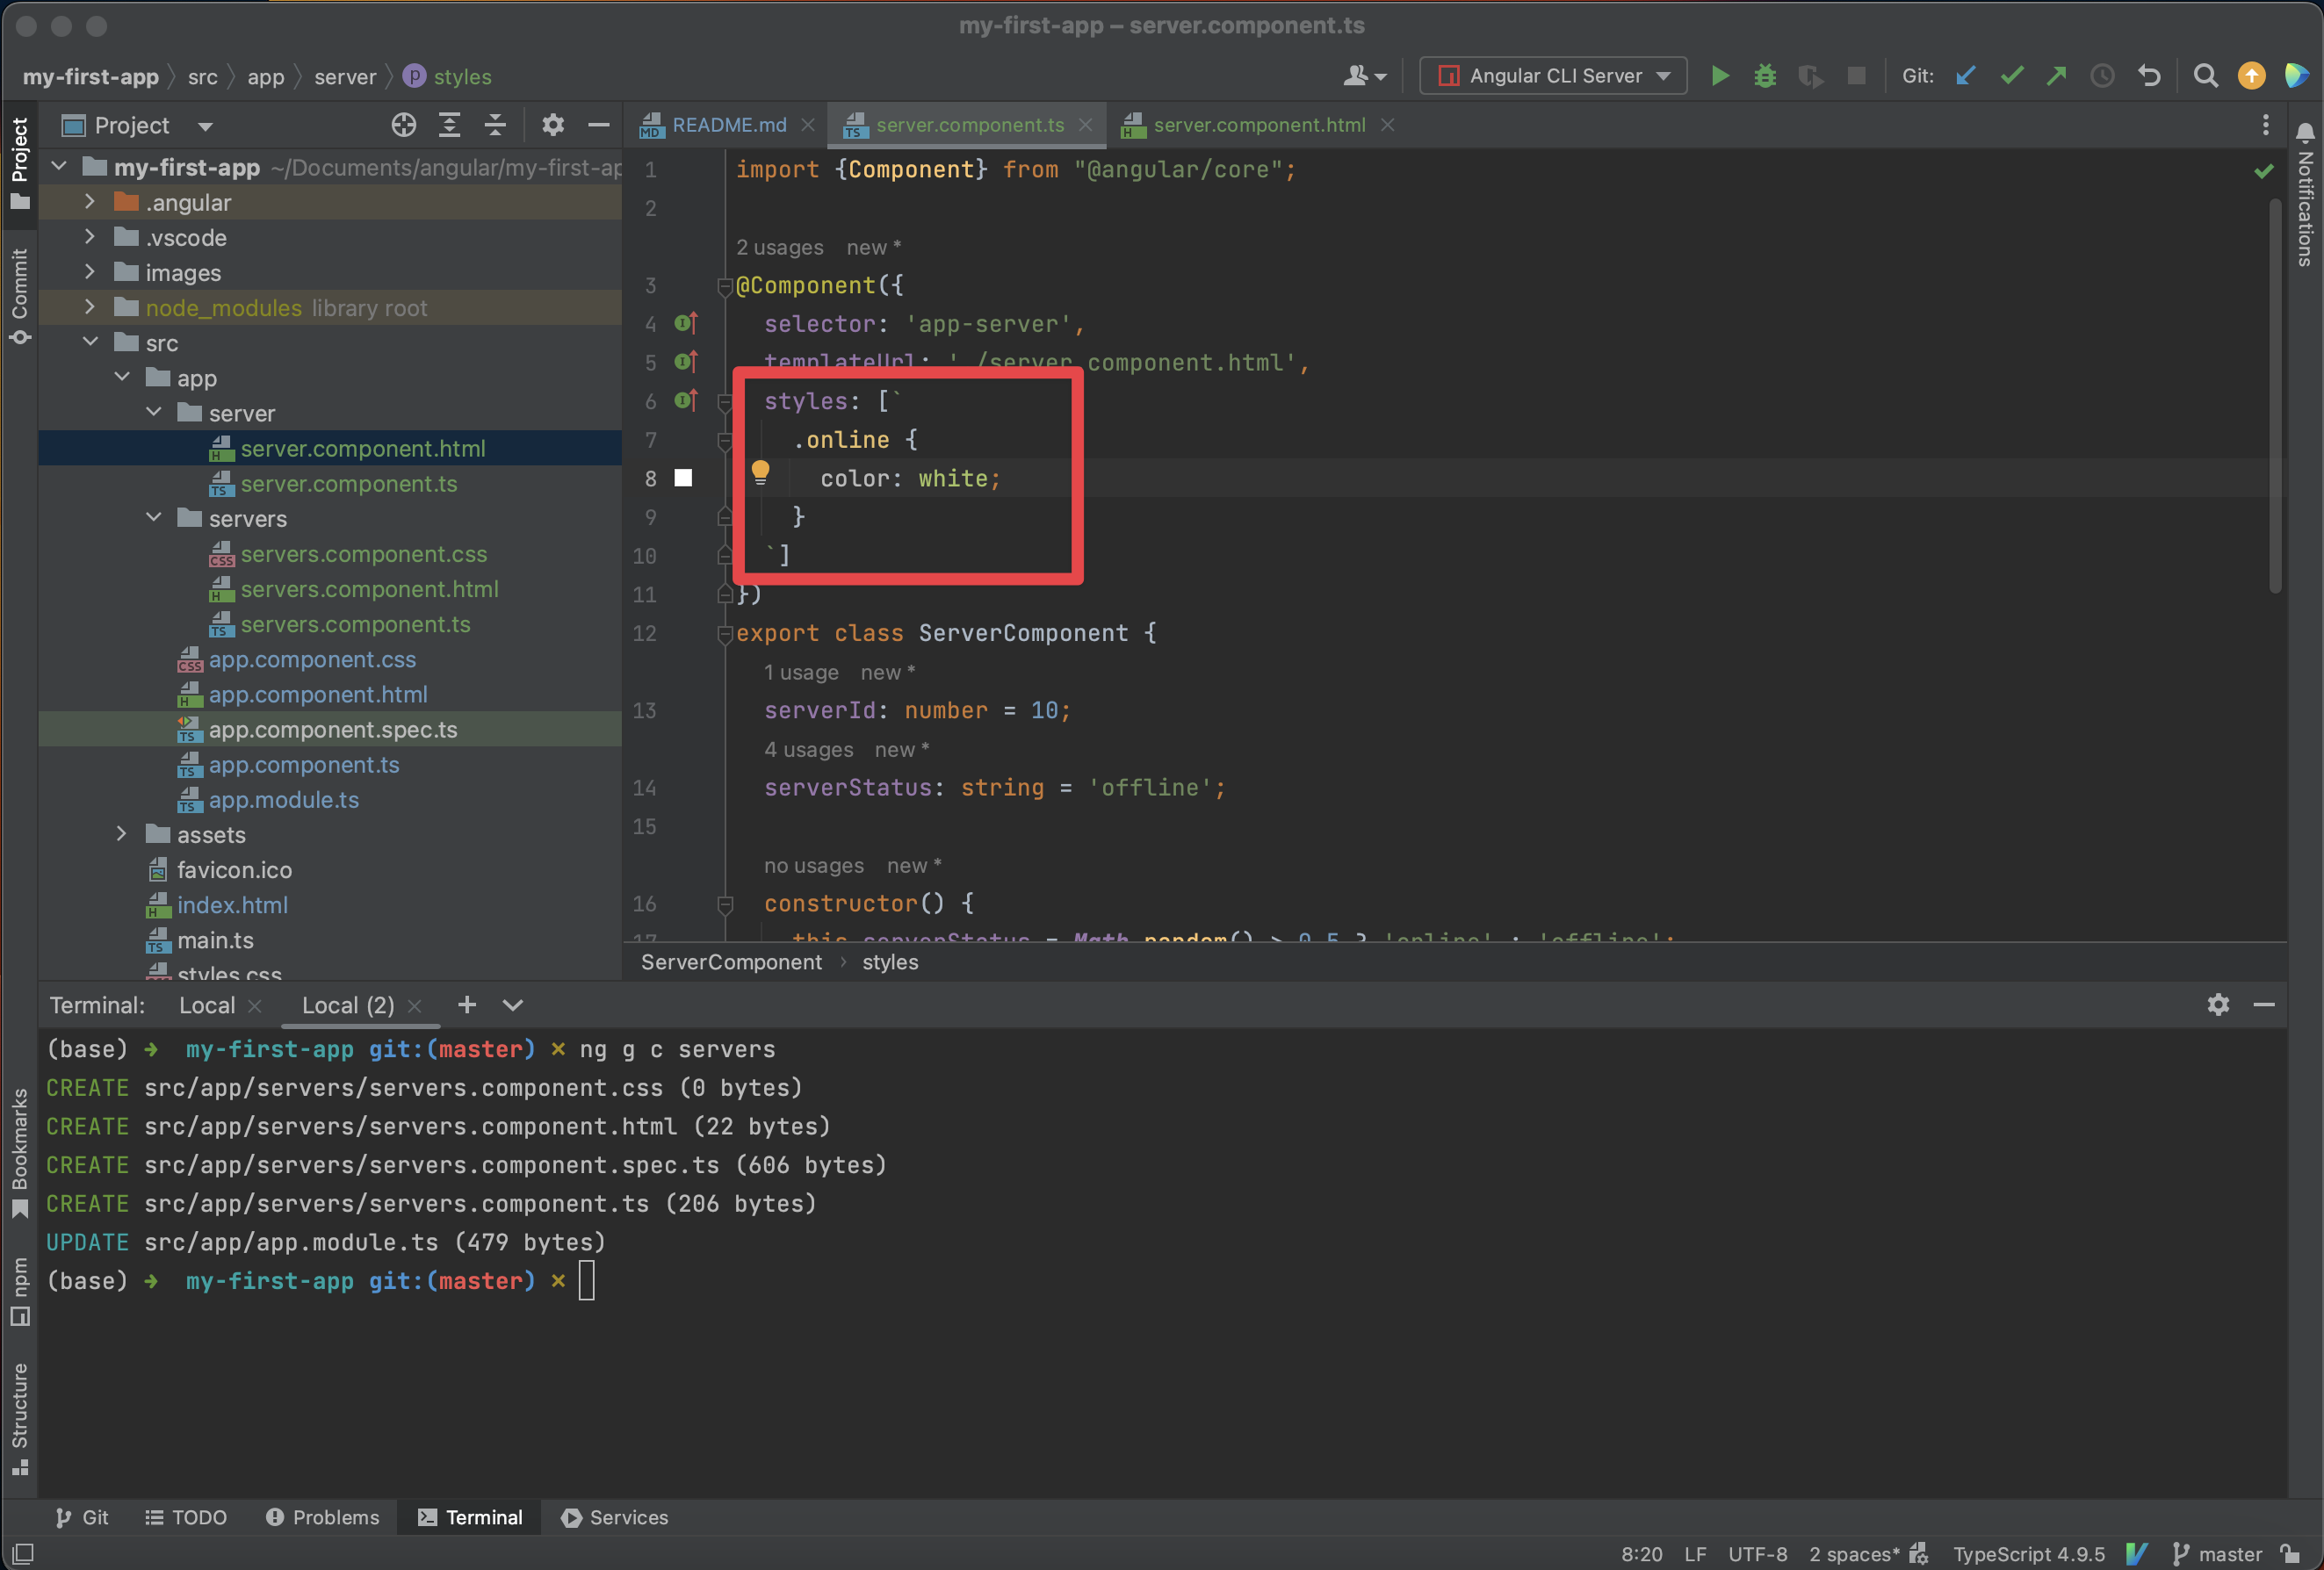 my-first-app – server.component.ts
my-first-app src app server p styles
Angular CLI Server
Git:
Project
README.md
server.component.ts
server.component.html
Project
Commit
Bookmarks
npm
Structure
Notifications
my-first-app ~/Documents/angular/my-first-ap
.angular
.vscode
images
node_modules library root
src
app
server
server.component.html
server.component.ts
servers
servers.component.css
servers.component.html
servers.component.ts
app.component.css
app.component.html
app.component.spec.ts
app.component.ts
app.module.ts
assets
favicon.ico
index.html
main.ts
styles.css
1 import {Component} from "@angular/core";
2
2 usages new *
3 @Component({
4 selector: 'app-server',
5 templateUrl: './server.component.html',
6 styles: [`
7 .online {
8 color: white;
9 }
10 `]
11 })
12 export class ServerComponent {
1 usage new *
13 serverId: number = 10;
4 usages new *
14 serverStatus: string = 'offline';
15
no usages new *
16 constructor() {
17 this.serverStatus = Math.random() > 0.5 ? 'online' : 'offline';
ServerComponent › styles
Terminal: Local Local (2)
(base) ➜ my-first-app git:(master) ✗ ng g c servers
CREATE src/app/servers/servers.component.css (0 bytes)
CREATE src/app/servers/servers.component.html (22 bytes)
CREATE src/app/servers/servers.component.spec.ts (606 bytes)
CREATE src/app/servers/servers.component.ts (206 bytes)
UPDATE src/app/app.module.ts (479 bytes)
(base) ➜ my-first-app git:(master) ✗
Git TODO Problems Terminal Services
8:20 LF UTF-8 2 spaces* TypeScript 4.9.5 master